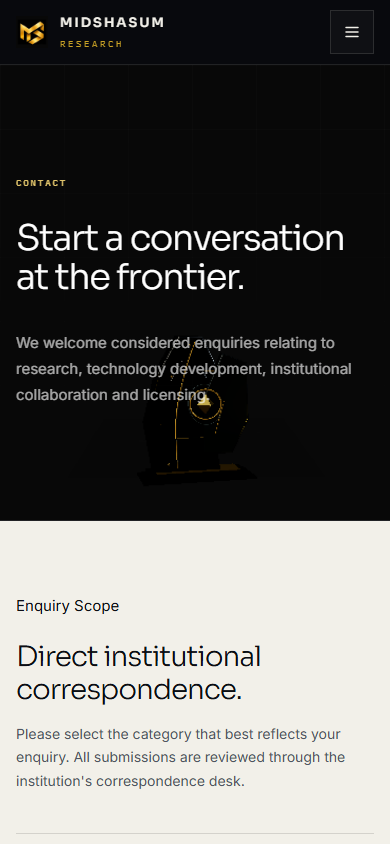 MIDSHASUM
RESEARCH
CONTACT
Start a conversation
at the frontier.
We welcome considered enquiries relating to
research, technology development, institutional
collaboration and licensing.
Enquiry Scope
Direct institutional
correspondence.
Please select the category that best reflects your
enquiry. All submissions are reviewed through the
institution's correspondence desk.